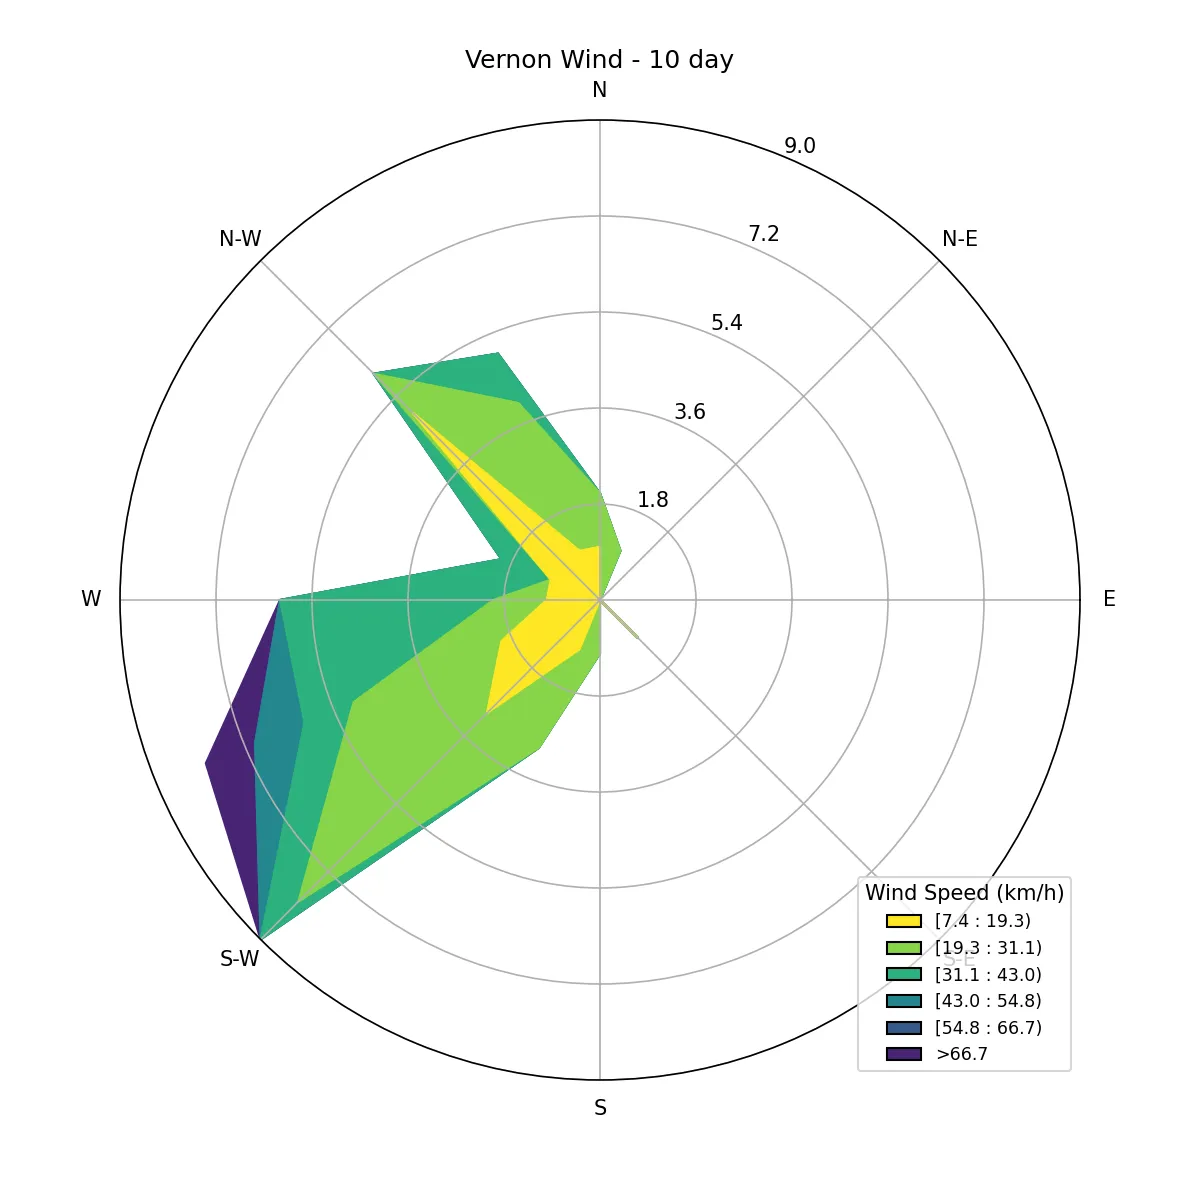 Vernon Wind - 10 day
N
9.0
N-W
N-E
7.2
5.4
3.6
1.8
W
E
S-W
S-E
Wind Speed (km/h)
[7.4 : 19.3)
[19.3 : 31.1)
[31.1 : 43.0)
[43.0 : 54.8)
[54.8 : 66.7)
>66.7
S